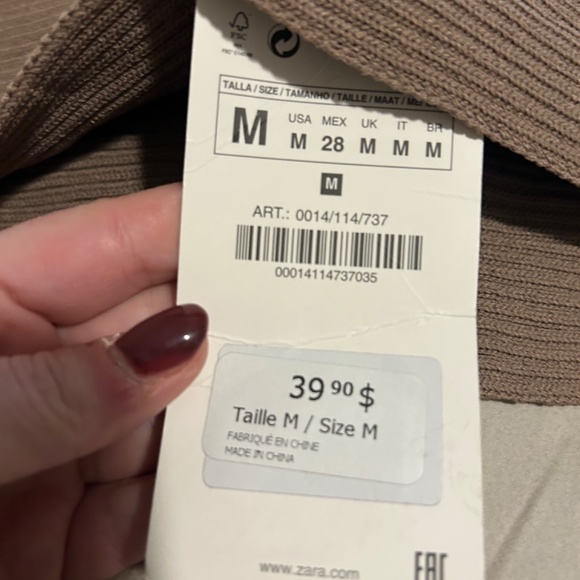 FSC
TALLA / SIZE / TAMANHO / TAILLE / MAAT /
M
USA MEX UK IT BR
M 28 M M M
M
ART.: 0014/114/737
00014114737035
39 90 $
Taille M / Size M
FABRIQUÉ EN CHINE
MADE IN CHINA
www.zara.com
EAC